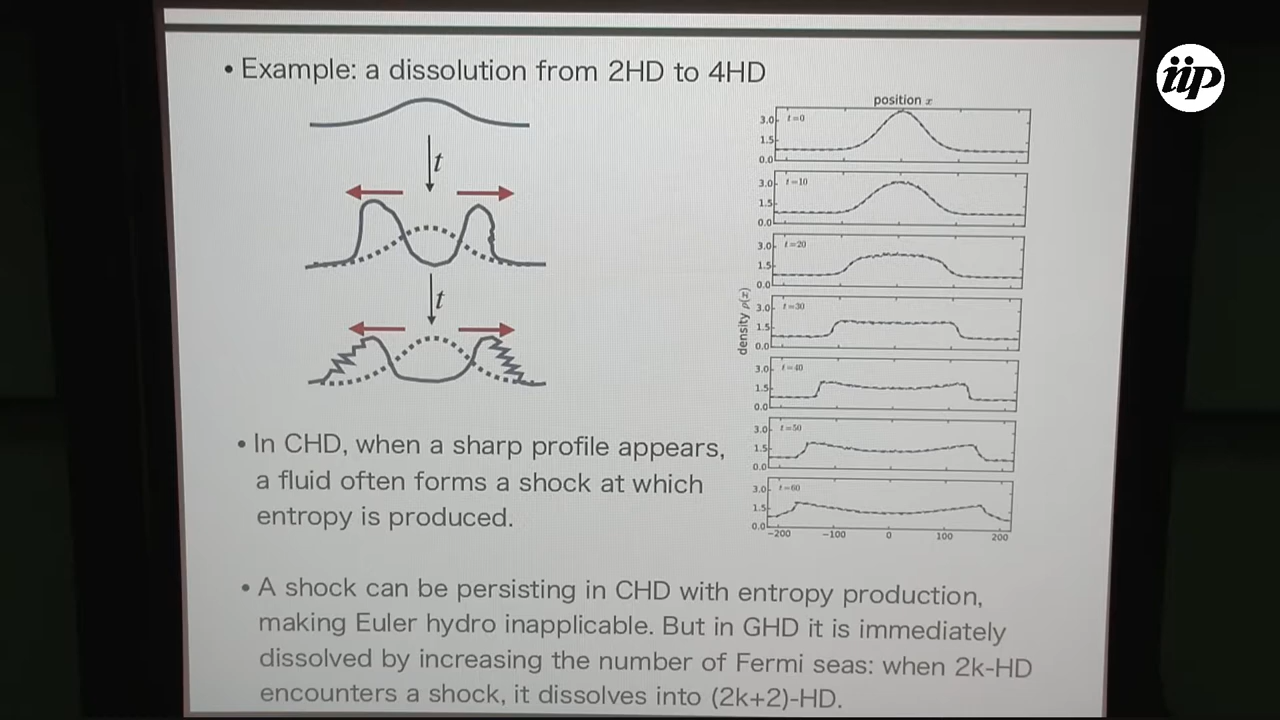 • Example: a dissolution from 2HD to 4HD
iip
t
t
position x
density ρ(x)
3.0
1.5
0.0
t=0
3.0
1.5
0.0
t=10
3.0
1.5
0.0
t=20
3.0
1.5
0.0
t=30
3.0
1.5
0.0
t=40
3.0
1.5
0.0
t=50
3.0
1.5
0.0
t=60
−200 −100 0 100 200
• In CHD, when a sharp profile appears,
a fluid often forms a shock at which
entropy is produced.
• A shock can be persisting in CHD with entropy production,
making Euler hydro inapplicable. But in GHD it is immediately
dissolved by increasing the number of Fermi seas: when 2k-HD
encounters a shock, it dissolves into (2k+2)-HD.